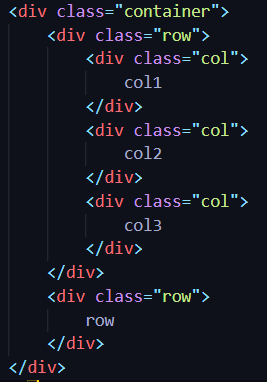 <div class="container">
    <div class="row">
        <div class="col">
            col1
        </div>
        <div class="col">
            col2
        </div>
        <div class="col">
            col3
        </div>
    </div>
    <div class="row">
        row
    </div>
</div>